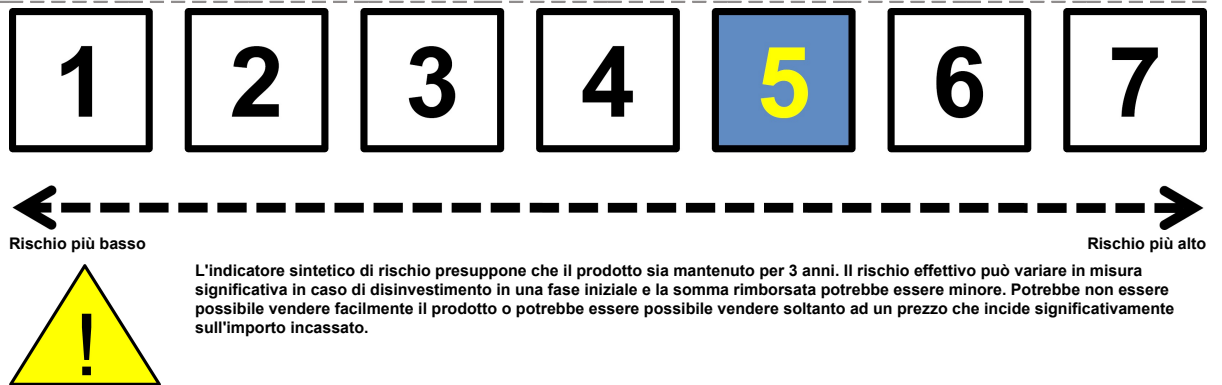 1 2 3 4 5 6 7
Rischio più basso Rischio più alto
!
L'indicatore sintetico di rischio presuppone che il prodotto sia mantenuto per 3 anni. Il rischio effettivo può variare in misura
significativa in caso di disinvestimento in una fase iniziale e la somma rimborsata potrebbe essere minore. Potrebbe non essere
possibile vendere facilmente il prodotto o potrebbe essere possibile vendere soltanto ad un prezzo che incide significativamente
sull'importo incassato.